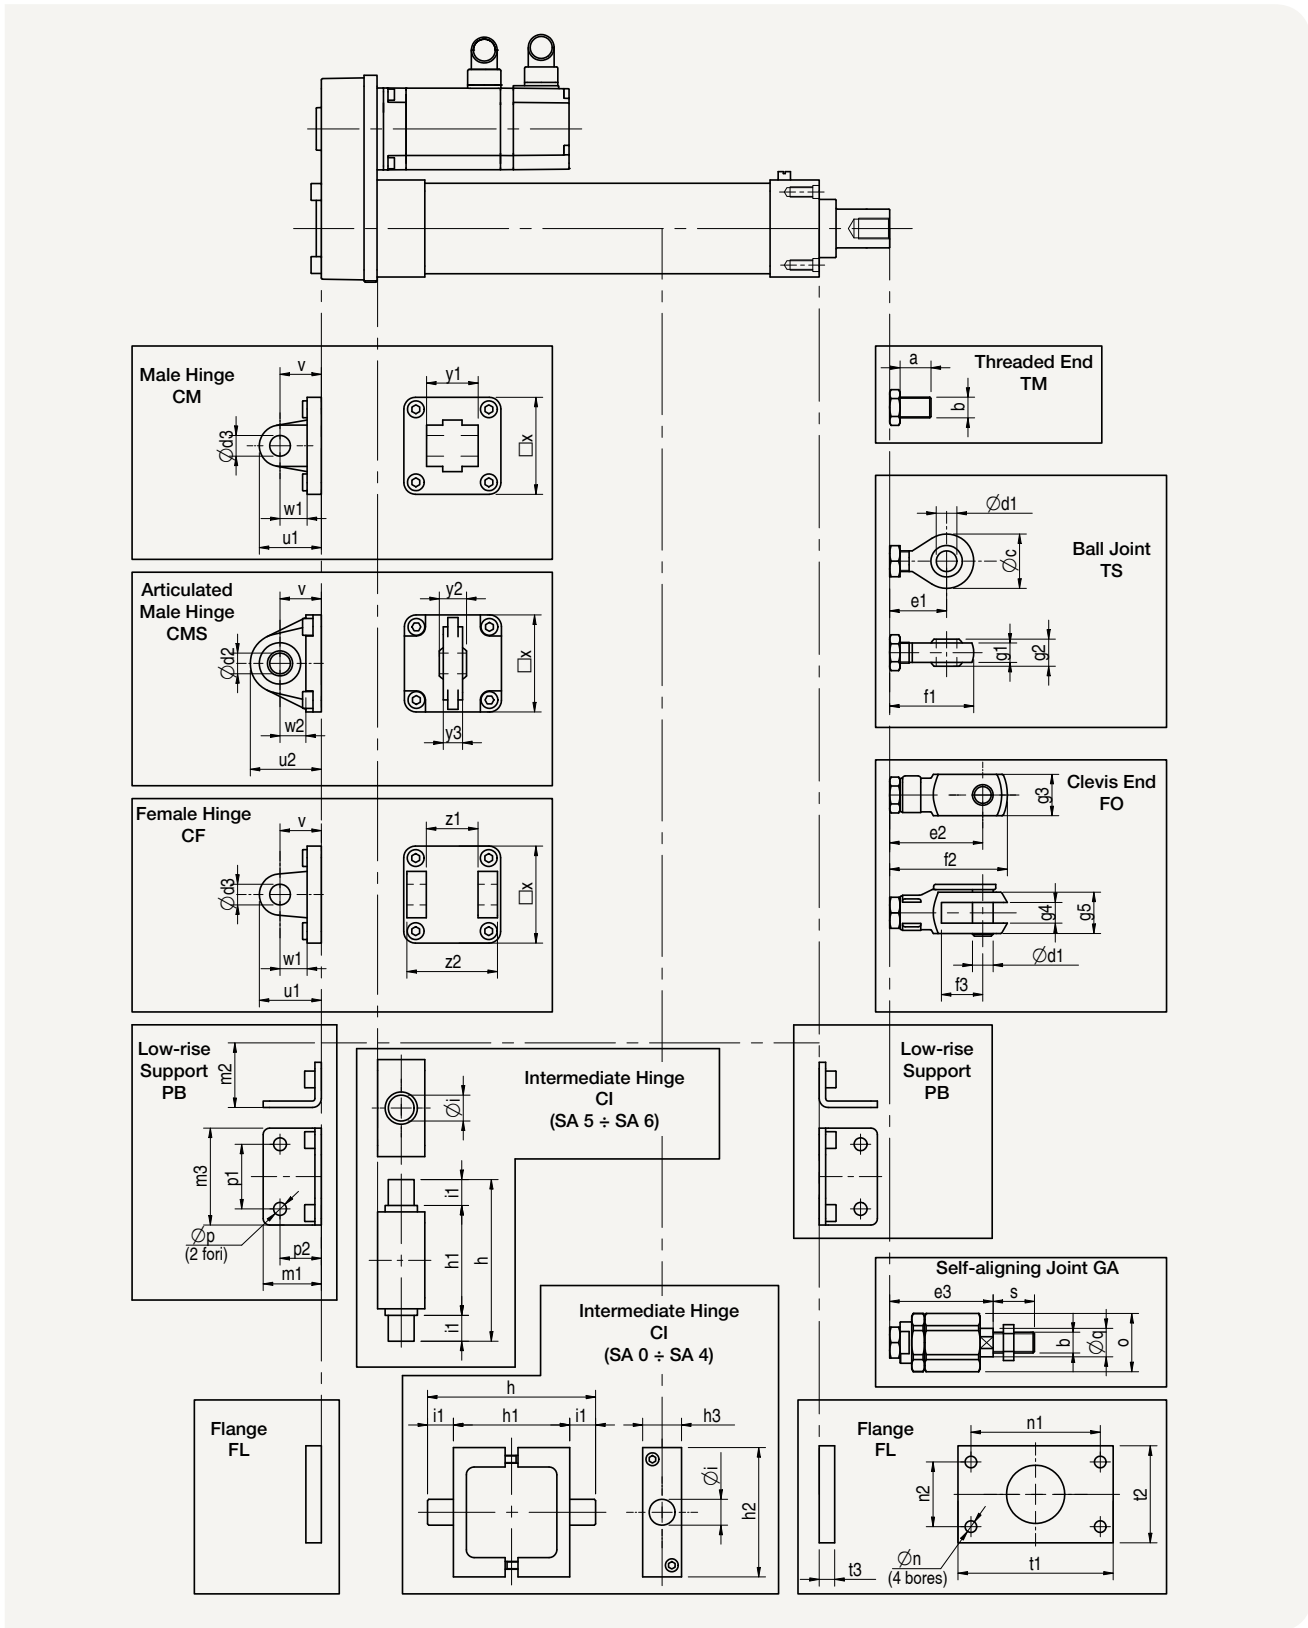 Male Hinge
CM
v
y1
Ød3
□x
w1
u1
Threaded End
TM
a
b
Articulated
Male Hinge
CMS
v
y2
Ød2
□x
w2
y3
u2
Ball Joint
TS
Ød1
Øc
e1
g1
g2
f1
Female Hinge
CF
v
z1
Ød3
□x
w1
z2
u1
Clevis End
FO
g3
e2
f2
g4
g5
Ød1
f3
Low-rise
Support
PB
m2
m3
p1
Øp
(2 fori)
p2
m1
Intermediate Hinge
CI
(SA 5 ÷ SA 6)
Øi
i1
h1
h
i1
Low-rise
Support
PB
Self-aligning Joint GA
e3
s
b
Øq
o
Intermediate Hinge
CI
(SA 0 ÷ SA 4)
h
i1
h1
i1
h3
Øi
h2
Flange
FL
Flange
FL
n1
n2
t2
Øn
(4 bores)
t1
t3